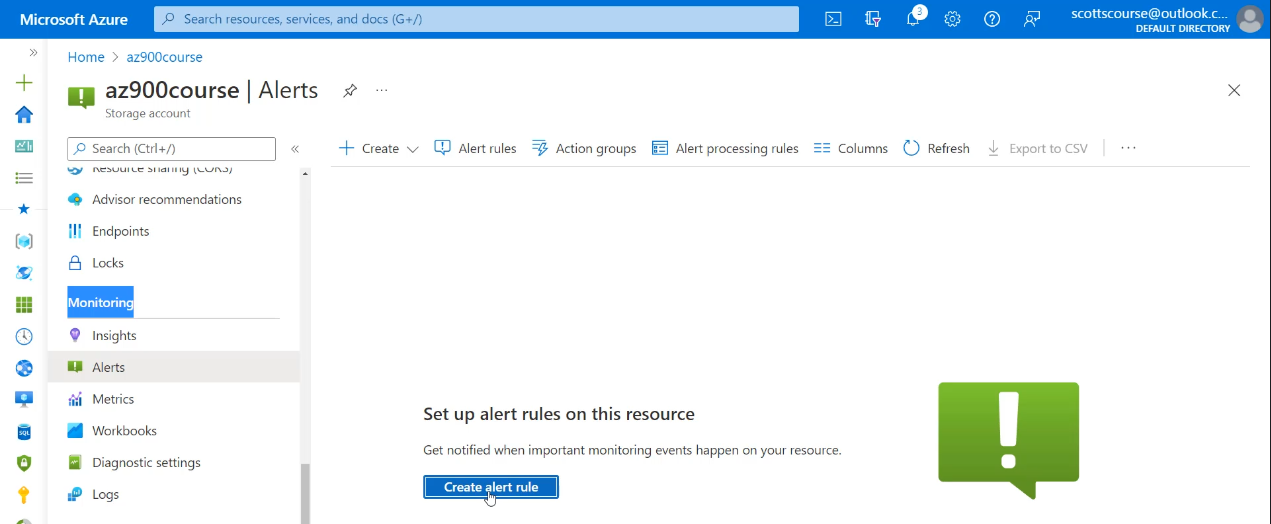 Microsoft Azure
Search resources, services, and docs (G+/)
3
scottscourse@outlook.c...
DEFAULT DIRECTORY
Home > az900course
az900course | Alerts
Storage account
Search (Ctrl+/)
Create
Alert rules
Action groups
Alert processing rules
Columns
Refresh
Export to CSV
Resource sharing (CORS)
Advisor recommendations
Endpoints
Locks
Monitoring
Insights
Alerts
Metrics
Workbooks
Diagnostic settings
Logs
SQL
Set up alert rules on this resource
Get notified when important monitoring events happen on your resource.
Create alert rule